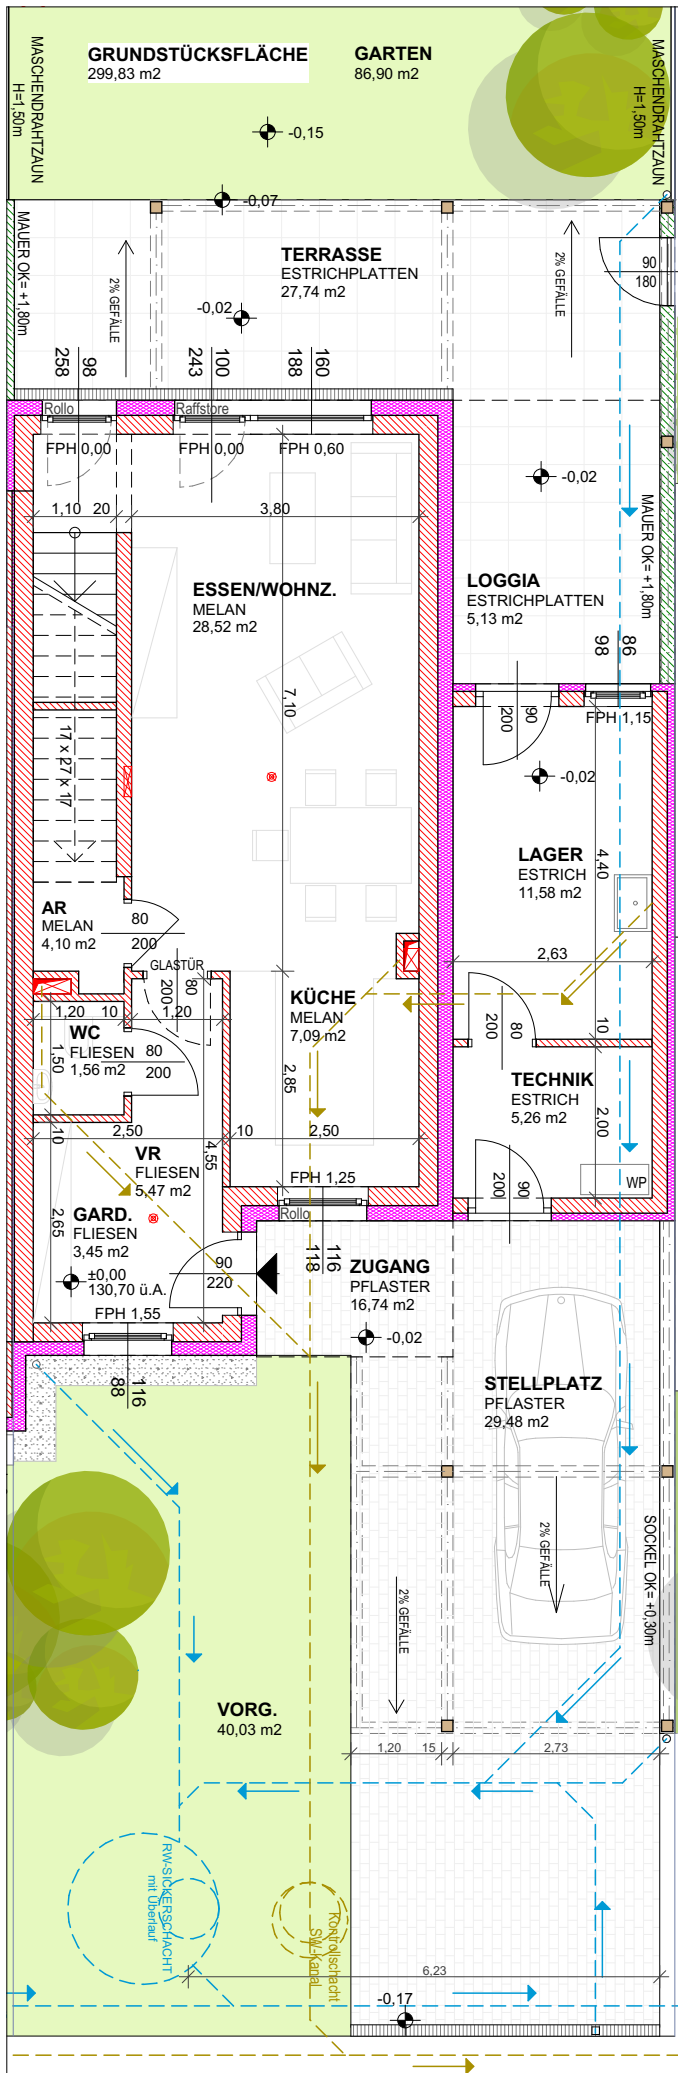 GRUNDSTÜCKSFLÄCHE
299,83 m2
GARTEN
86,90 m2
MASCHENDRAHTZAUN
H=1,50m
MASCHENDRAHTZAUN
H=1,50m
-0,15
-0,07
MAUER OK= +1,80m
2% GEFÄLLE
TERRASSE
ESTRICHPLATTEN
27,74 m2
-0,02
2% GEFÄLLE
90
180
98
258
100
243
160
188
Rollo
Raffstore
FPH 0,00
FPH 0,00
FPH 0,60
-0,02
MAUER OK= +1,80m
1,10
20
3,80
ESSEN/WOHNZ.
MELAN
28,52 m2
LOGGIA
ESTRICHPLATTEN
5,13 m2
86
98
7,10
90
200
FPH 1,15
17 x 27 x 17
-0,02
LAGER
ESTRICH
11,58 m2
4,40
AR
MELAN
4,10 m2
80
200
GLASTÜR
80
200
2,63
KÜCHE
MELAN
7,09 m2
1,20
10
1,20
WC
FLIESEN
1,56 m2
1,50
80
200
80
200
10
2,85
TECHNIK
ESTRICH
5,26 m2
2,00
10
2,50
10
2,50
VR
FLIESEN
5,47 m2
4,55
90
200
WP
FPH 1,25
2,65
GARD.
FLIESEN
3,45 m2
Rollo
±0,00
130,70 ü.A.
90
220
116
118
ZUGANG
PFLASTER
16,74 m2
FPH 1,55
-0,02
116
88
STELLPLATZ
PFLASTER
29,48 m2
2% GEFÄLLE
2% GEFÄLLE
SOCKEL OK= +0,30m
VORG.
40,03 m2
1,20
15
2,73
RW-SICKERSCHACHT
mit Überlauf
Kontrollschacht
SW-Kanal
6,23
-0,17